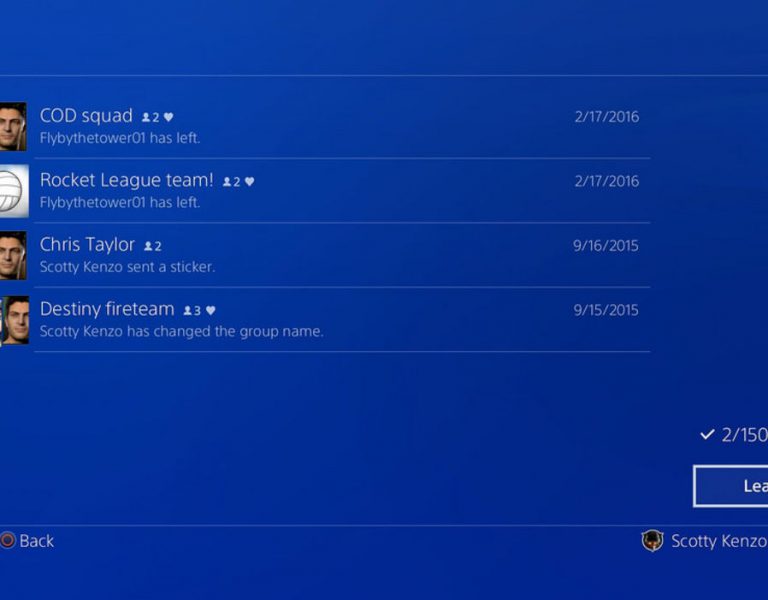 COD squad 2
2/17/2016
Flybythetower01 has left.
Rocket League team! 2
2/17/2016
Flybythetower01 has left.
Chris Taylor 2
9/16/2015
Scotty Kenzo sent a sticker.
Destiny fireteam 3
9/15/2015
Scotty Kenzo has changed the group name.
2/150
Lea
Back
Scotty Kenzo